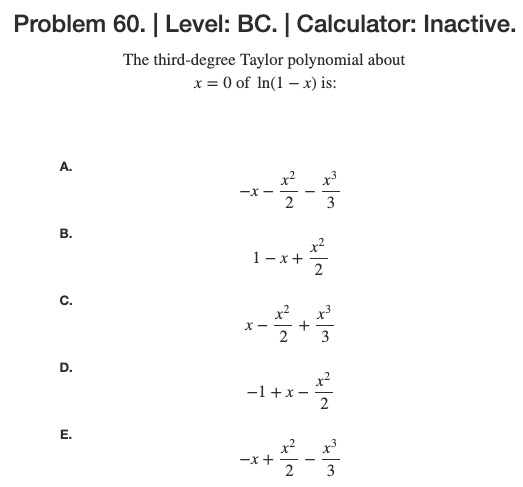 Problem 60. | Level: BC. | Calculator: Inactive.
The third-degree Taylor polynomial about
x = 0 of ln(1 − x) is:
A.
−x − x²/2 − x³/3
B.
1 − x + x²/2
C.
x − x²/2 + x³/3
D.
−1 + x − x²/2
E.
−x + x²/2 − x³/3